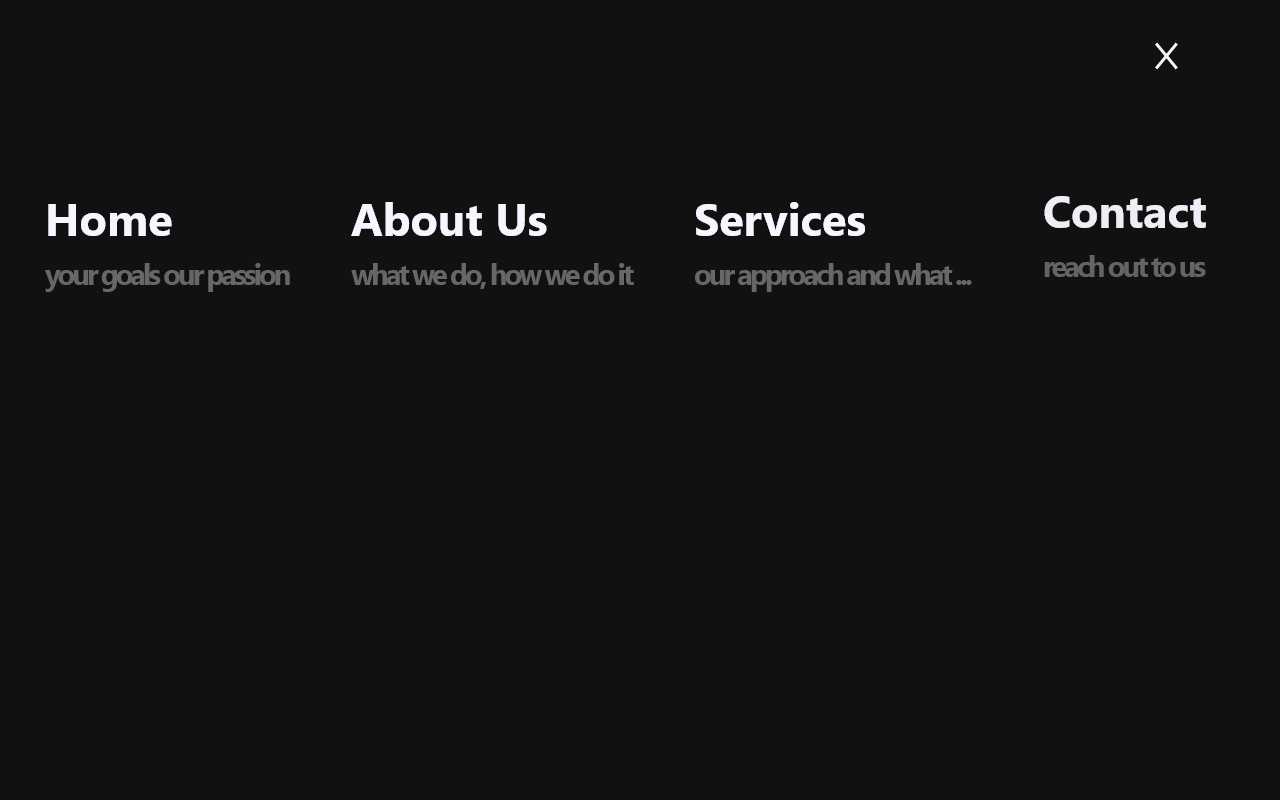 X
Home
your goals our passion
About Us
what we do, how we do it
Services
our approach and what ...
Contact
reach out to us